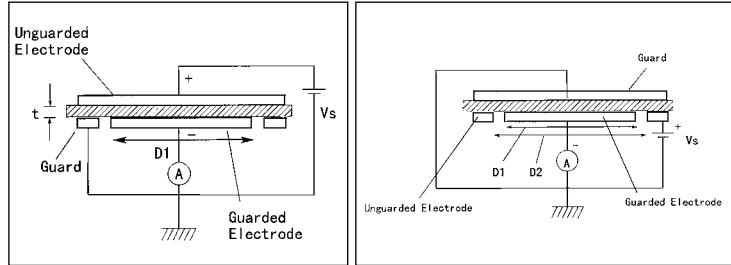 Unguarded
Electrode
+
t
Vs
−
D1
Guard
A
Guarded
Electrode
Guard
+
Vs
−
D1
D2
A
Unguarded Electrode
Guarded Electrode